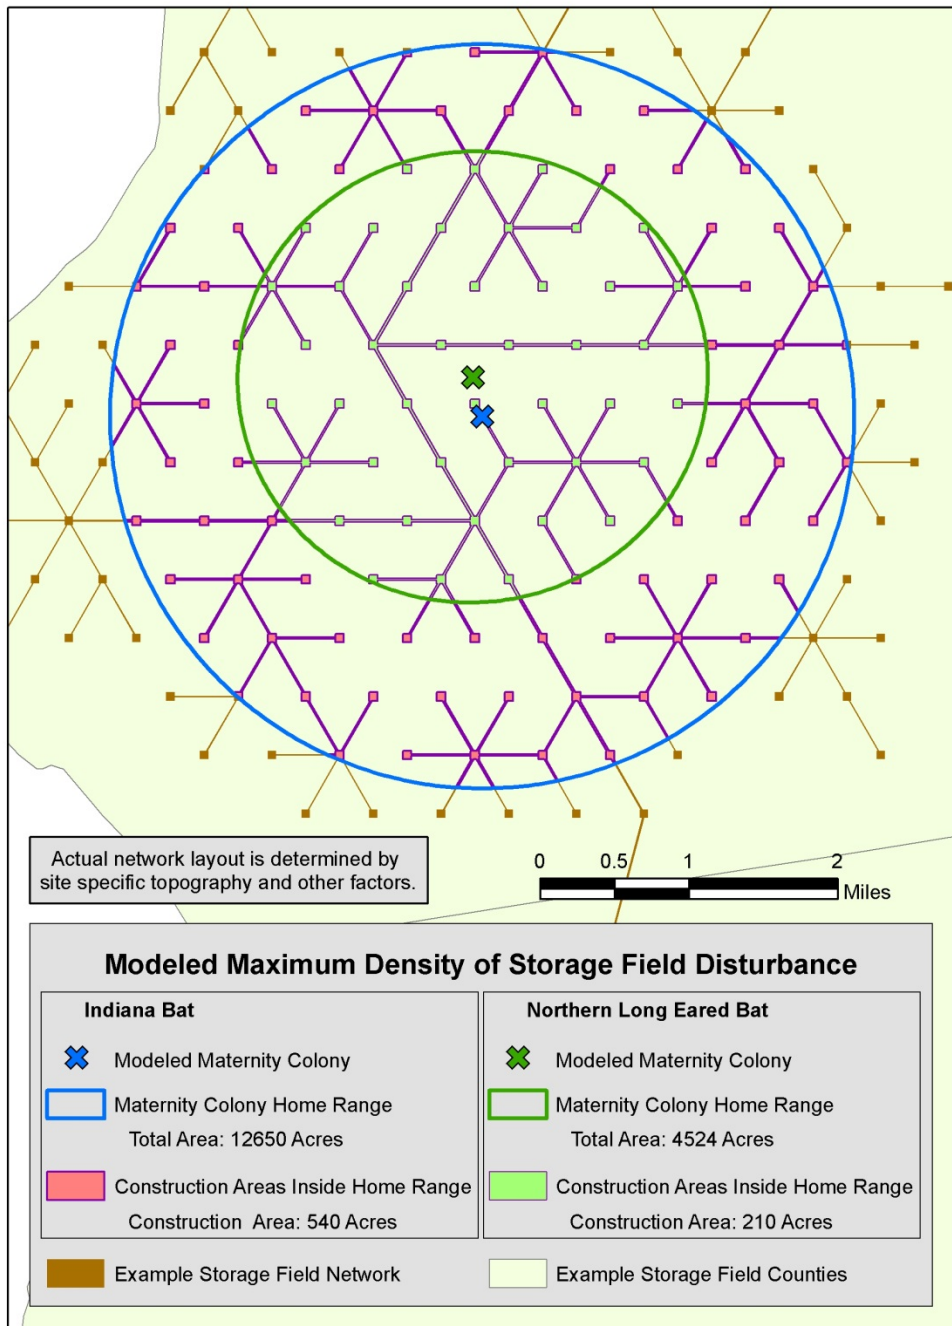 Actual network layout is determined by
site specific topography and other factors.
0 0.5 1 2
Miles
Modeled Maximum Density of Storage Field Disturbance
Indiana Bat
Modeled Maternity Colony
Maternity Colony Home Range
Total Area: 12650 Acres
Construction Areas Inside Home Range
Construction Area: 540 Acres
Example Storage Field Network
Northern Long Eared Bat
Modeled Maternity Colony
Maternity Colony Home Range
Total Area: 4524 Acres
Construction Areas Inside Home Range
Construction Area: 210 Acres
Example Storage Field Counties